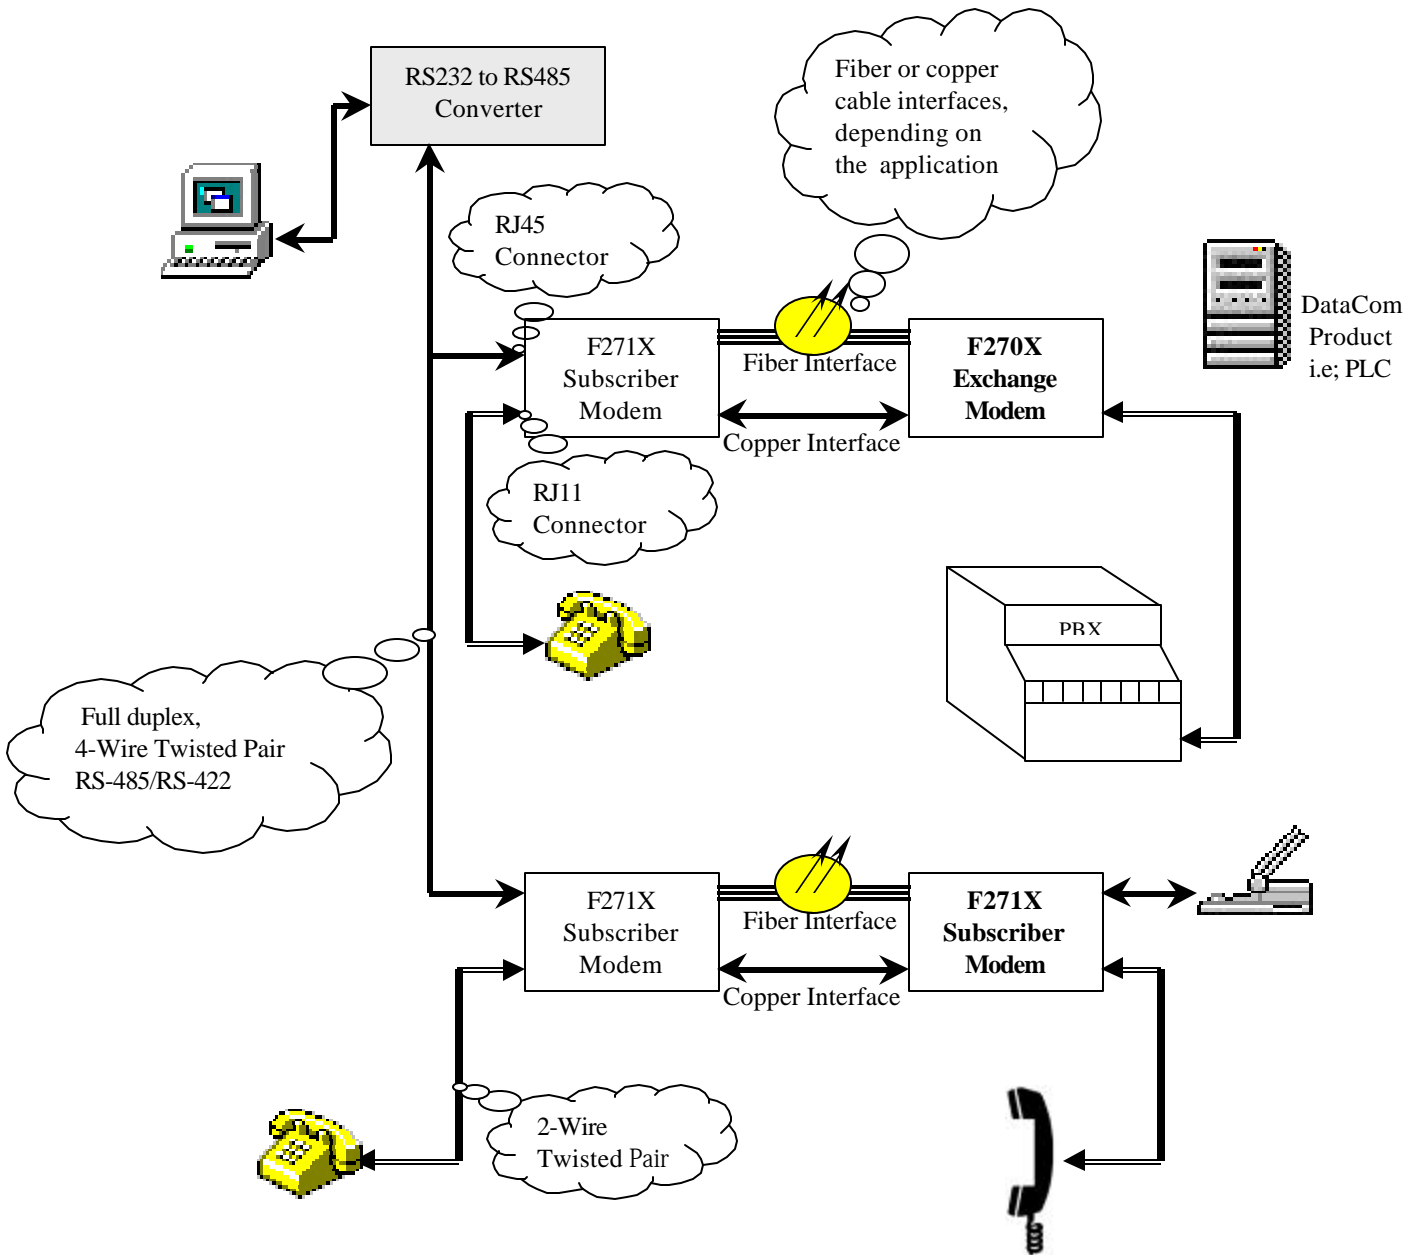 RS232 to RS485
Converter
Fiber or copper
cable interfaces,
depending on
the application
RJ45
Connector
DataCom
Product
i.e; PLC
F271X
Subscriber
Modem
Fiber Interface
Copper Interface
F270X
Exchange
Modem
RJ11
Connector
PBX
Full duplex,
4-Wire Twisted Pair
RS-485/RS-422
F271X
Subscriber
Modem
Fiber Interface
Copper Interface
F271X
Subscriber
Modem
2-Wire
Twisted Pair